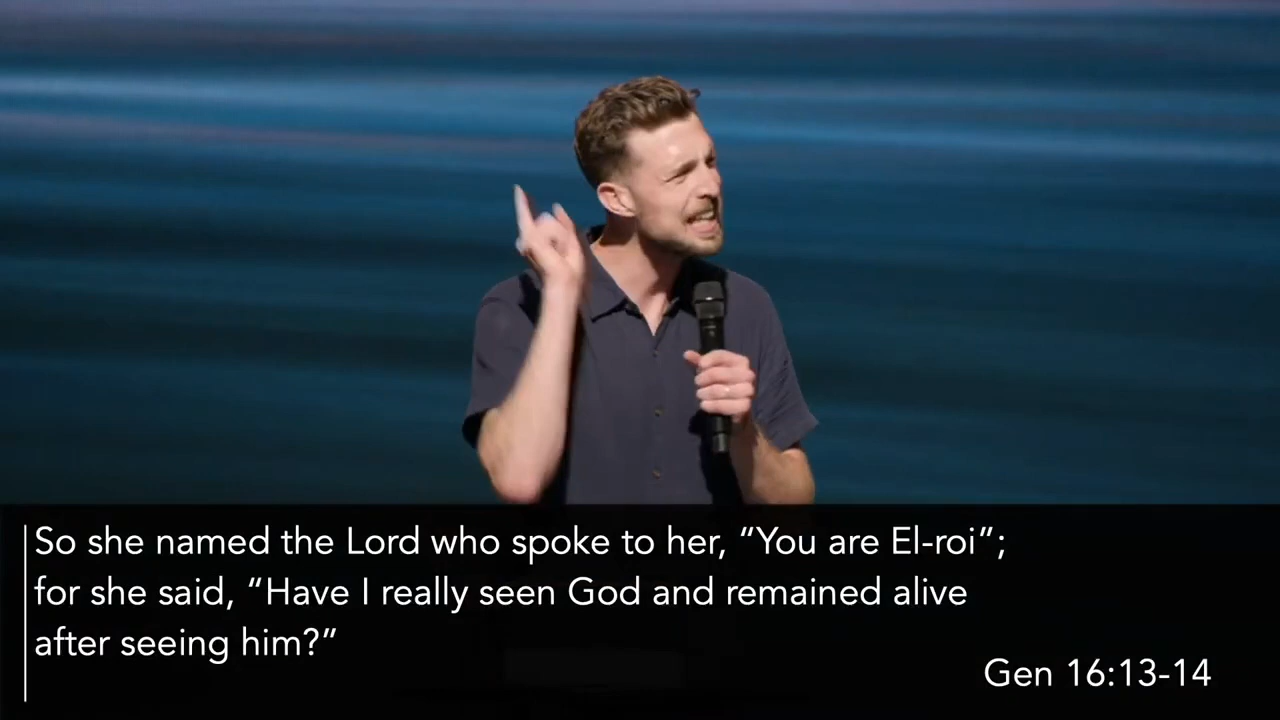 So she named the Lord who spoke to her, “You are El-roi”;
for she said, “Have I really seen God and remained alive
after seeing him?”
Gen 16:13-14